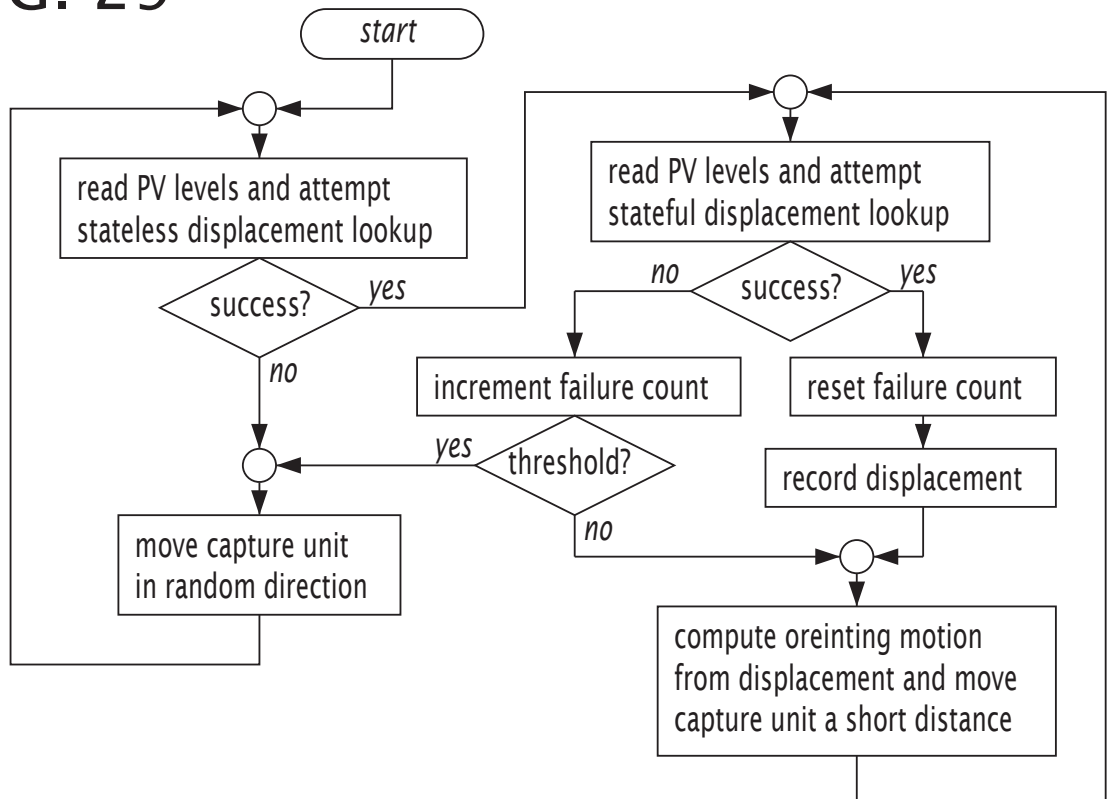 G. 29
start
read PV levels and attempt
stateless displacement lookup
success?
yes
no
move capture unit
in random direction
read PV levels and attempt
stateful displacement lookup
success?
no
yes
increment failure count
threshold?
yes
no
reset failure count
record displacement
compute oreinting motion
from displacement and move
capture unit a short distance